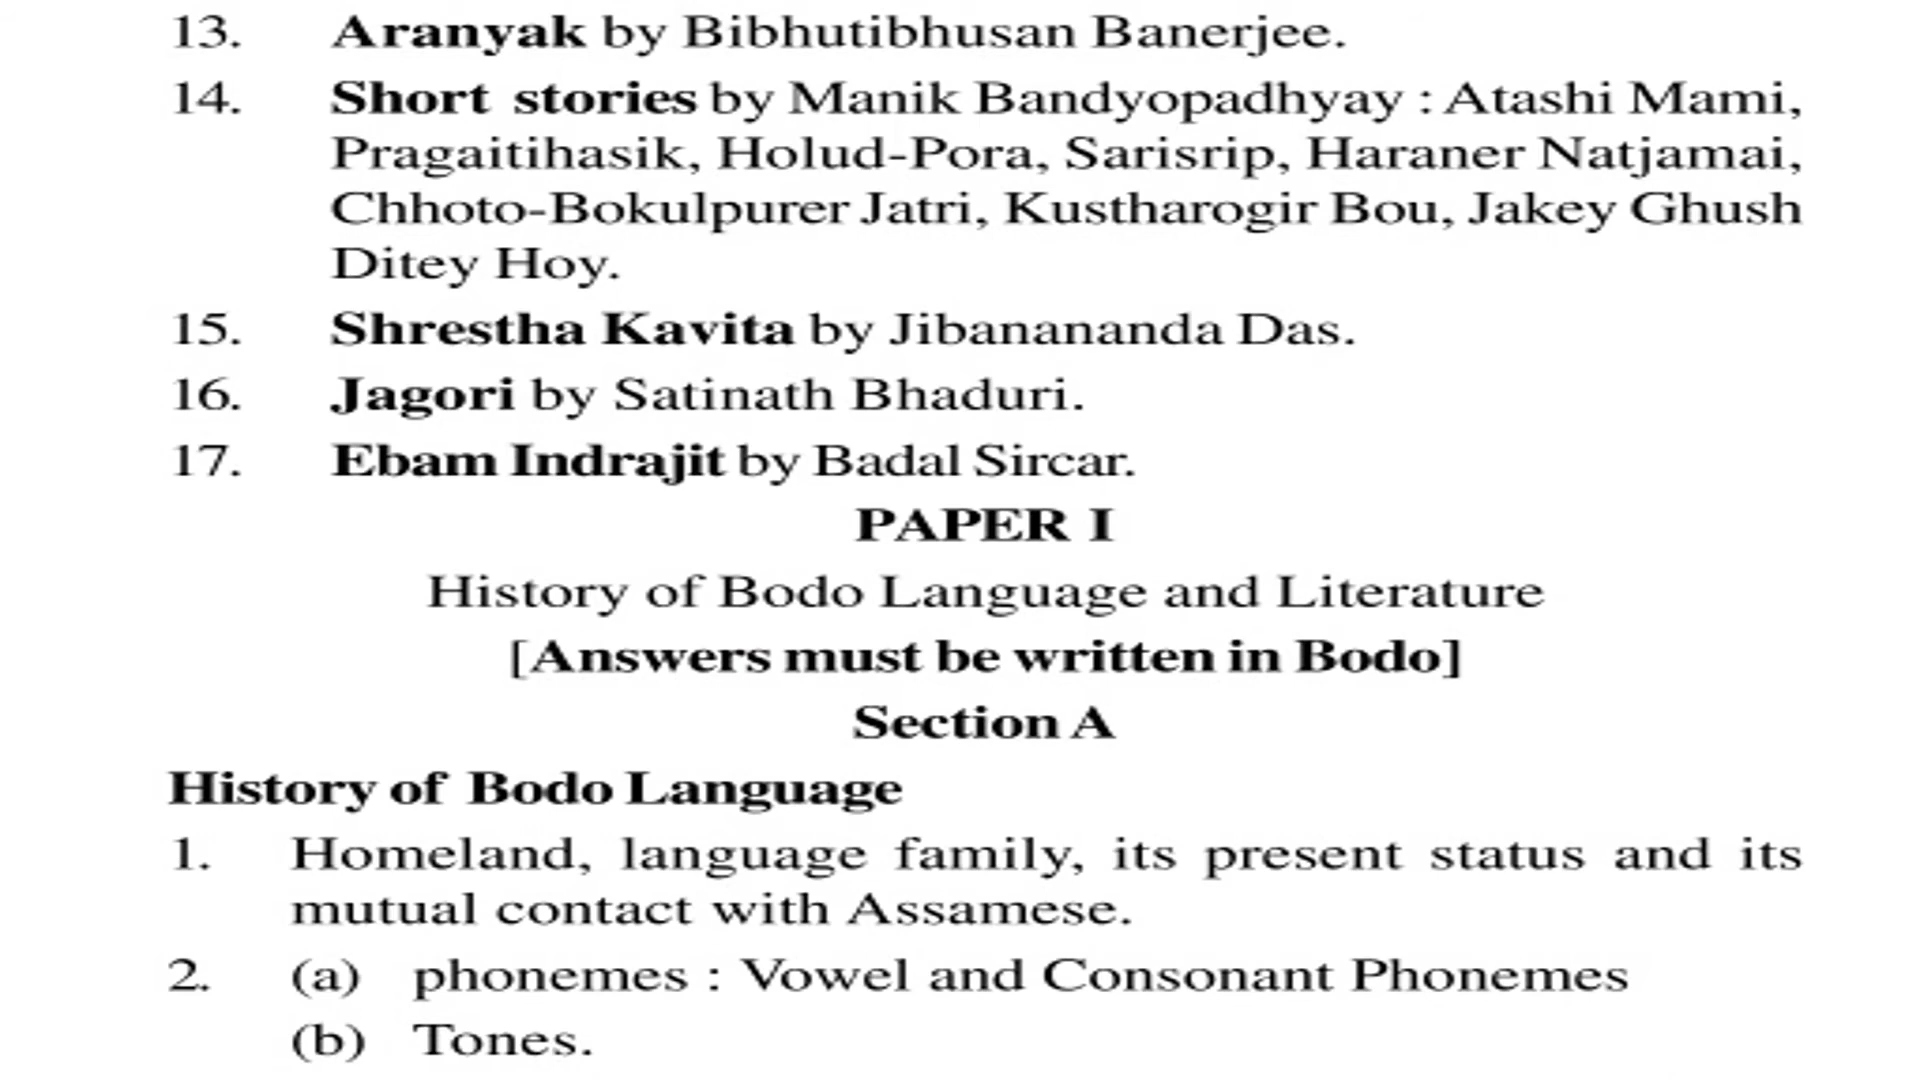 13. Aranyak by Bibhutibhusan Banerjee.
14. Short stories by Manik Bandyopadhyay : Atashi Mami,
Pragaitihasik, Holud-Pora, Sarisrip, Haraner Natjamai,
Chhoto-Bokulpurer Jatri, Kustharogir Bou, Jakey Ghush
Ditey Hoy.
15. Shrestha Kavita by Jibanananda Das.
16. Jagori by Satinath Bhaduri.
17. Ebam Indrajit by Badal Sircar.
PAPER I
History of Bodo Language and Literature
[Answers must be written in Bodo]
Section A
History of Bodo Language
1. Homeland, language family, its present status and its
mutual contact with Assamese.
2. (a) phonemes : Vowel and Consonant Phonemes
(b) Tones.